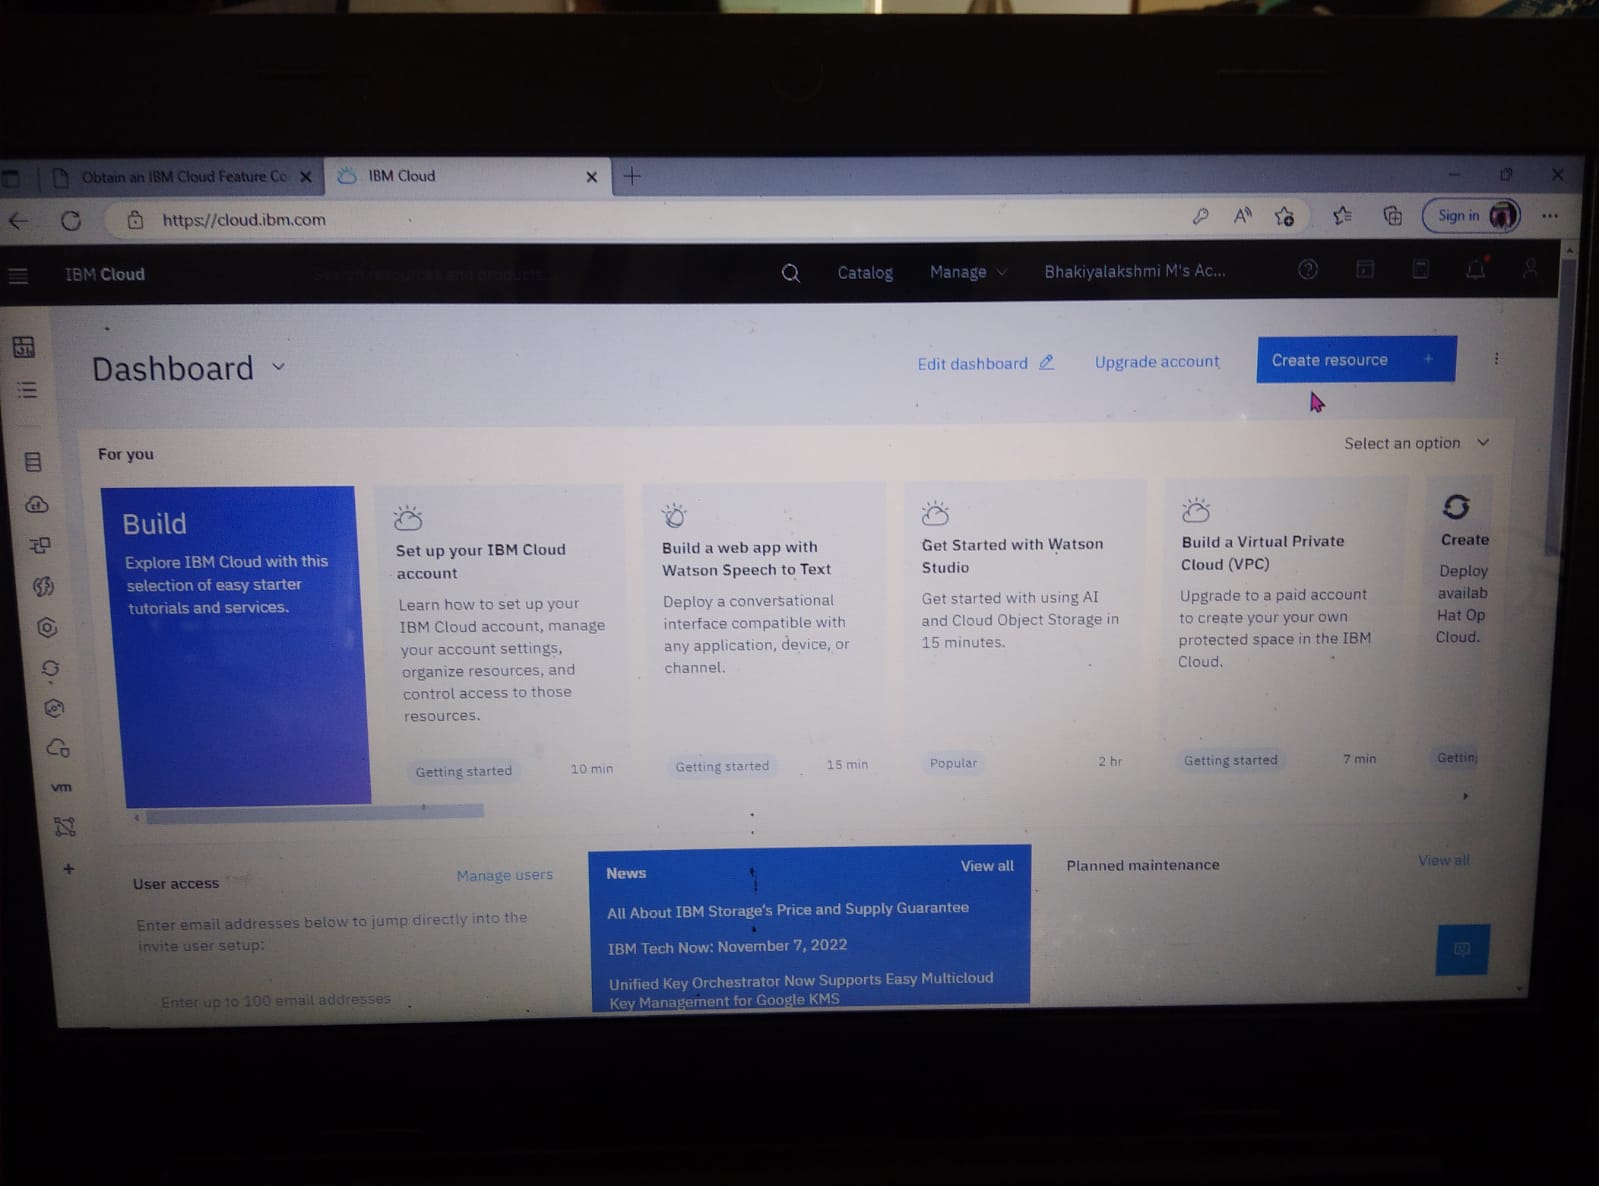 Obtain an IBM Cloud Feature Co
IBM Cloud
https://cloud.ibm.com
Sign in
IBM Cloud
Search resources and products...
Catalog
Manage
Bhakiyalakshmi M's Ac...
Dashboard
Edit dashboard
Upgrade account
Create resource +
For you
Select an option
Build
Explore IBM Cloud with this
selection of easy starter
tutorials and services.
Set up your IBM Cloud
account
Learn how to set up your
IBM Cloud account, manage
your account settings,
organize resources, and
control access to those
resources.
Getting started
10 min
Build a web app with
Watson Speech to Text
Deploy a conversational
interface compatible with
any application, device, or
channel.
Getting started
15 min
Get Started with Watson
Studio
Get started with using AI
and Cloud Object Storage in
15 minutes.
Popular
2 hr
Build a Virtual Private
Cloud (VPC)
Upgrade to a paid account
to create your your own
protected space in the IBM
Cloud.
Getting started
7 min
Create
Deploy
availab
Hat Op
Cloud.
Getting
vm
User access
Manage users
Enter email addresses below to jump directly into the
invite user setup:
Enter up to 100 email addresses
News
View all
All About IBM Storage's Price and Supply Guarantee
IBM Tech Now: November 7, 2022
Unified Key Orchestrator Now Supports Easy Multicloud
Key Management for Google KMS
Planned maintenance
View all